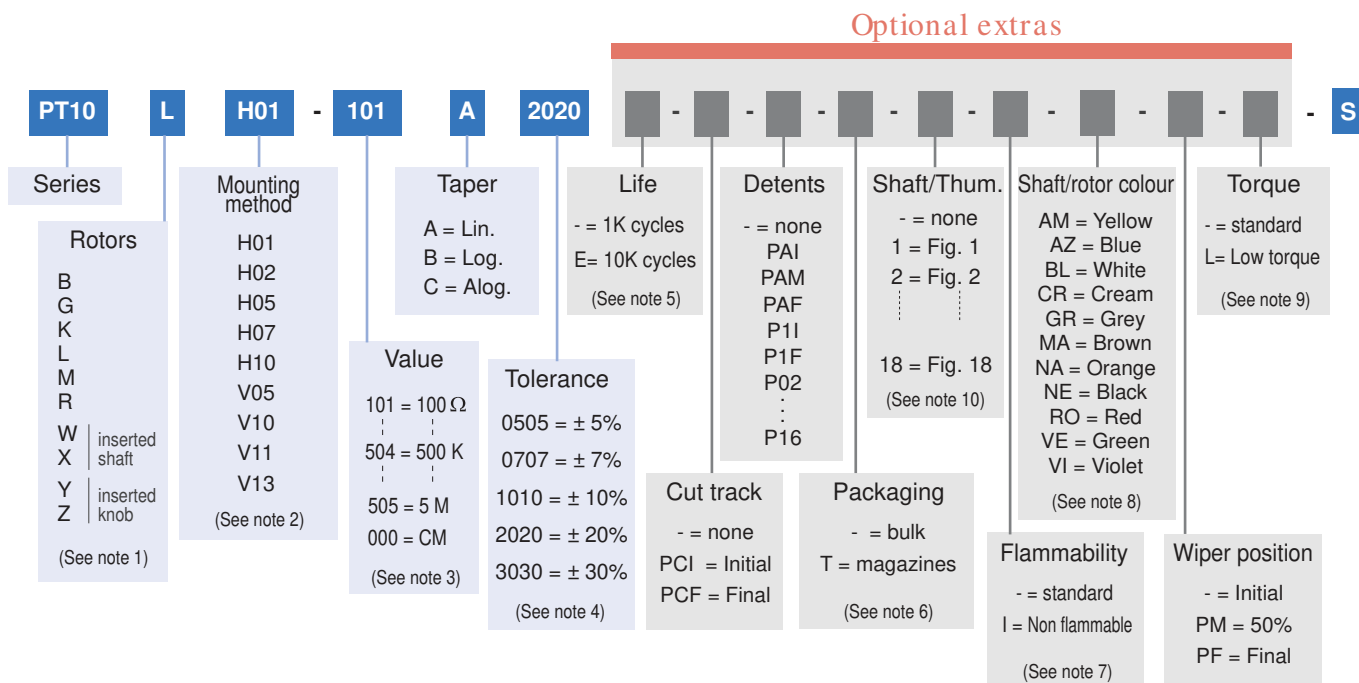 Optional extras
PT10 L H01 - 101 A 2020 - - - - - - - - - S
Series
Rotors
B
G
K
L
M
R
W
X
inserted
shaft
Y
Z
inserted
knob
(See note 1)
Mounting
method
H01
H02
H05
H07
H10
V05
V10
V11
V13
(See note 2)
Value
101 = 100 Ω
504 = 500 K
505 = 5 M
000 = CM
(See note 3)
Taper
A = Lin.
B = Log.
C = Alog.
Tolerance
0505 = ± 5%
0707 = ± 7%
1010 = ± 10%
2020 = ± 20%
3030 = ± 30%
(See note 4)
Life
- = 1K cycles
E= 10K cycles
(See note 5)
Cut track
- = none
PCI = Initial
PCF = Final
Detents
- = none
PAI
PAM
PAF
P1I
P1F
P02
:
P16
Packaging
- = bulk
T = magazines
(See note 6)
Shaft/Thum.
- = none
1 = Fig. 1
2 = Fig. 2
18 = Fig. 18
(See note 10)
Flammability
- = standard
I = Non flammable
(See note 7)
Shaft/rotor colour
AM = Yellow
AZ = Blue
BL = White
CR = Cream
GR = Grey
MA = Brown
NA = Orange
NE = Black
RO = Red
VE = Green
VI = Violet
(See note 8)
Wiper position
- = Initial
PM = 50%
PF = Final
Torque
- = standard
L= Low torque
(See note 9)